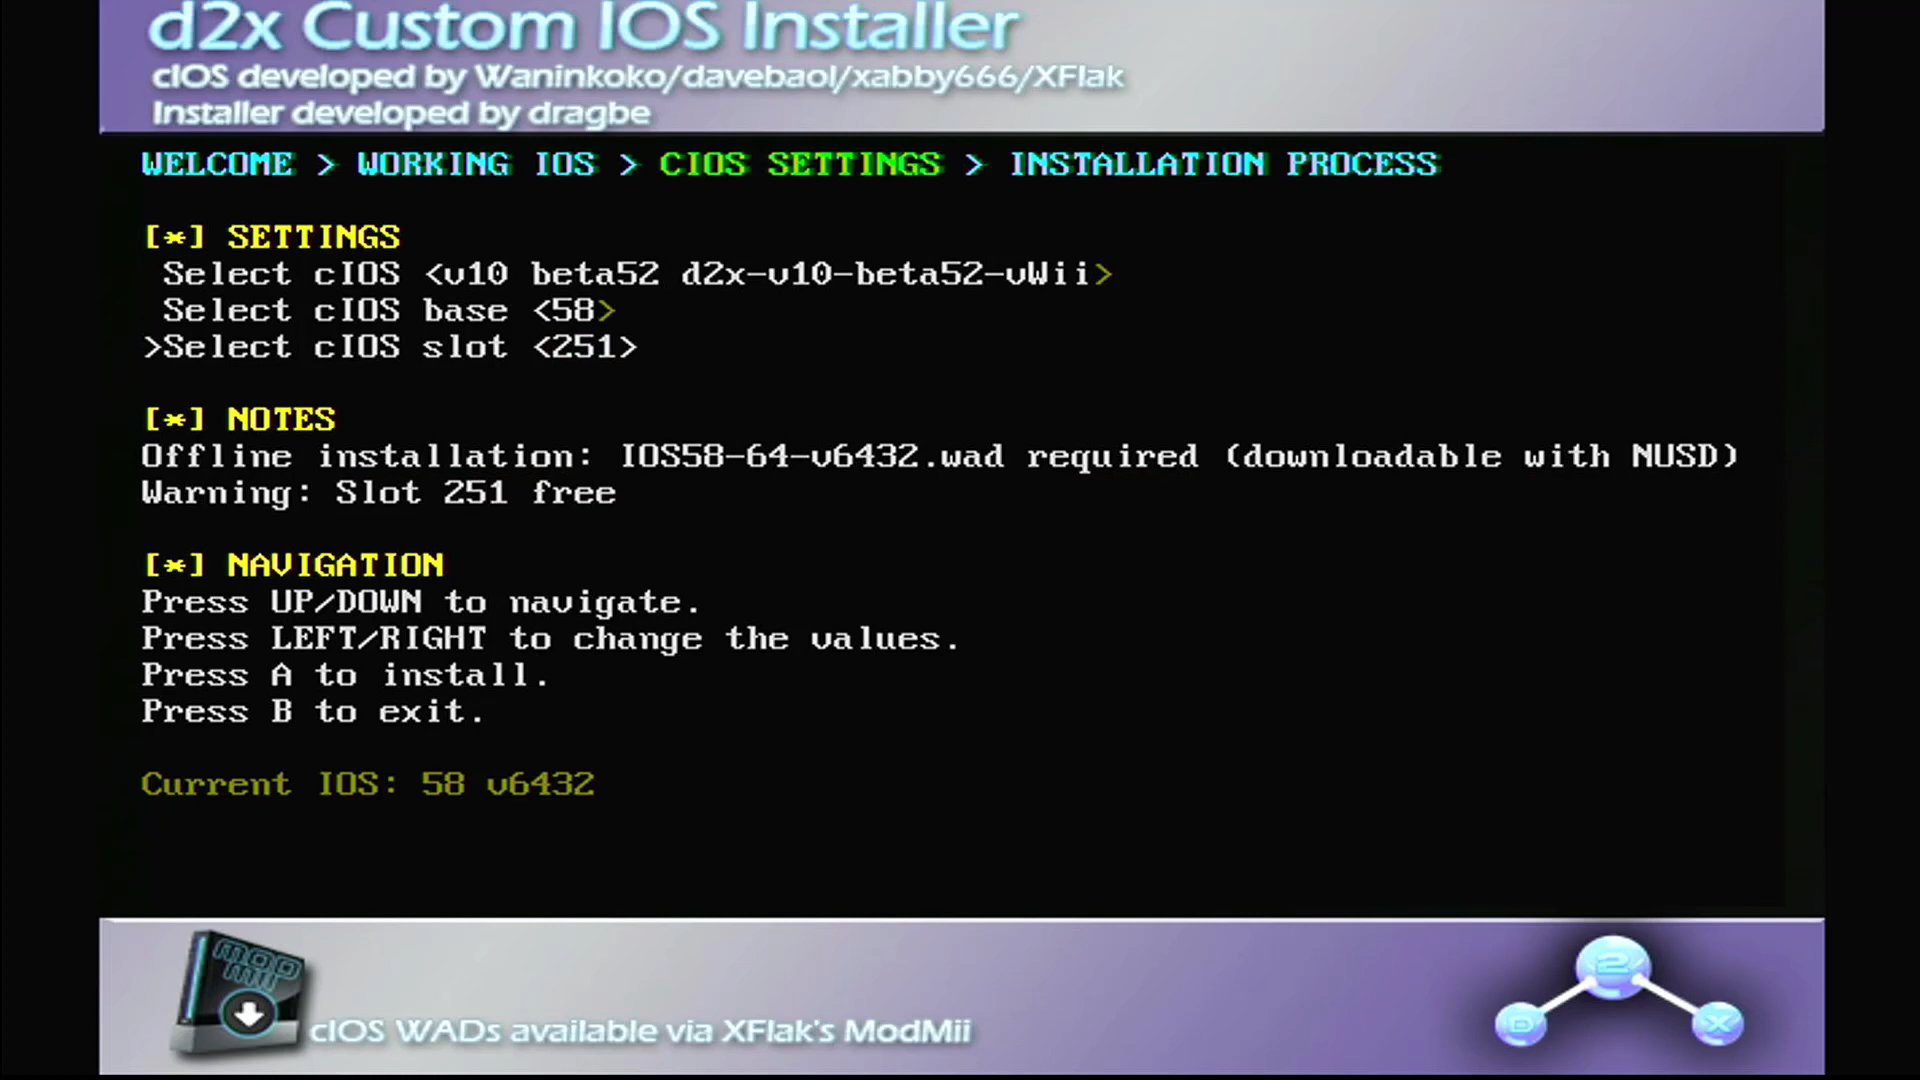 d2x Custom IOS Installer
cIOS developed by Waninkoko/davebaol/xabby666/XFlak
Installer developed by dragbe
WELCOME > WORKING IOS > CIOS SETTINGS > INSTALLATION PROCESS
[*] SETTINGS
Select cIOS <v10 beta52 d2x-v10-beta52-vWii>
Select cIOS base <58>
>Select cIOS slot <251>
[*] NOTES
Offline installation: IOS58-64-v6432.wad required (downloadable with NUSD)
Warning: Slot 251 free
[*] NAVIGATION
Press UP/DOWN to navigate.
Press LEFT/RIGHT to change the values.
Press A to install.
Press B to exit.
Current IOS: 58 v6432
MOD
MII
cIOS WADs available via XFlak's ModMii
D 2 X